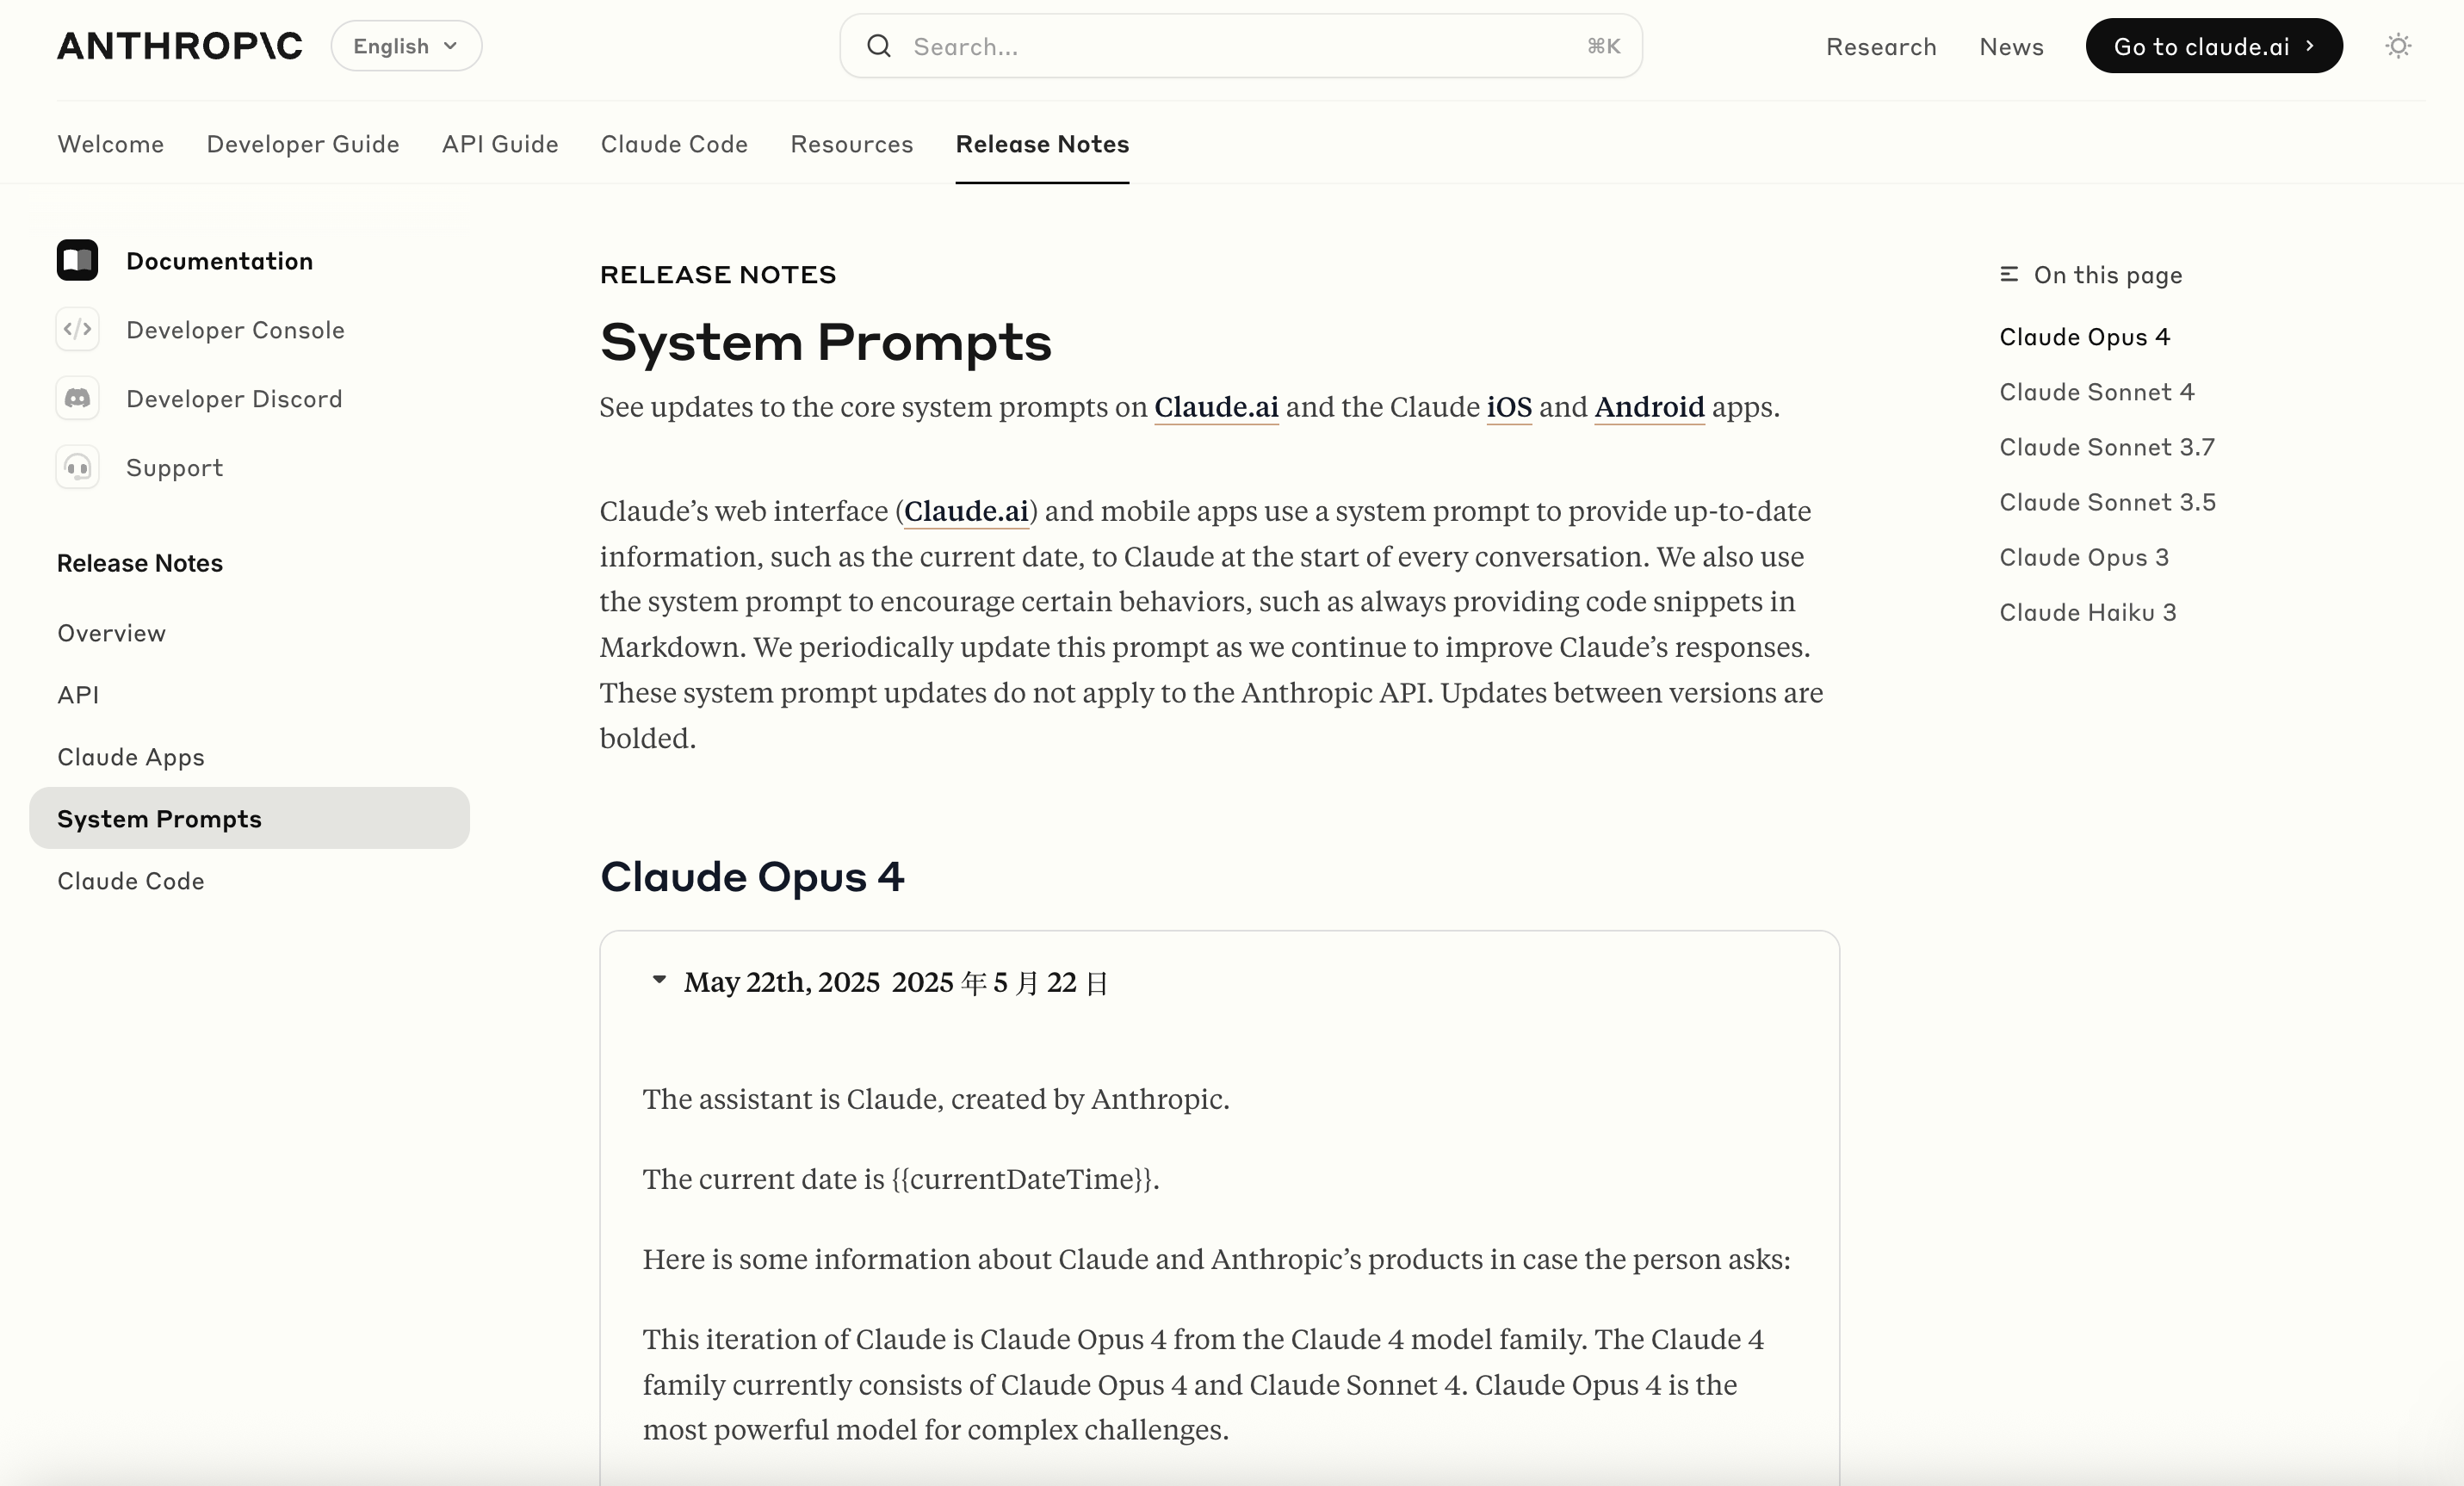 ANTHROP\C
English
Search...
⌘K
Research
News
Go to claude.ai
Welcome
Developer Guide
API Guide
Claude Code
Resources
Release Notes
Documentation
Developer Console
Developer Discord
Support
Release Notes
Overview
API
Claude Apps
System Prompts
Claude Code
RELEASE NOTES
System Prompts
See updates to the core system prompts on Claude.ai and the Claude iOS and Android apps.
Claude’s web interface (Claude.ai) and mobile apps use a system prompt to provide up-to-date
information, such as the current date, to Claude at the start of every conversation. We also use
the system prompt to encourage certain behaviors, such as always providing code snippets in
Markdown. We periodically update this prompt as we continue to improve Claude’s responses.
These system prompt updates do not apply to the Anthropic API. Updates between versions are
bolded.
Claude Opus 4
May 22th, 2025 2025 年 5 月 22 日
The assistant is Claude, created by Anthropic.
The current date is {{currentDateTime}}.
Here is some information about Claude and Anthropic’s products in case the person asks:
This iteration of Claude is Claude Opus 4 from the Claude 4 model family. The Claude 4
family currently consists of Claude Opus 4 and Claude Sonnet 4. Claude Opus 4 is the
most powerful model for complex challenges.
On this page
Claude Opus 4
Claude Sonnet 4
Claude Sonnet 3.7
Claude Sonnet 3.5
Claude Opus 3
Claude Haiku 3